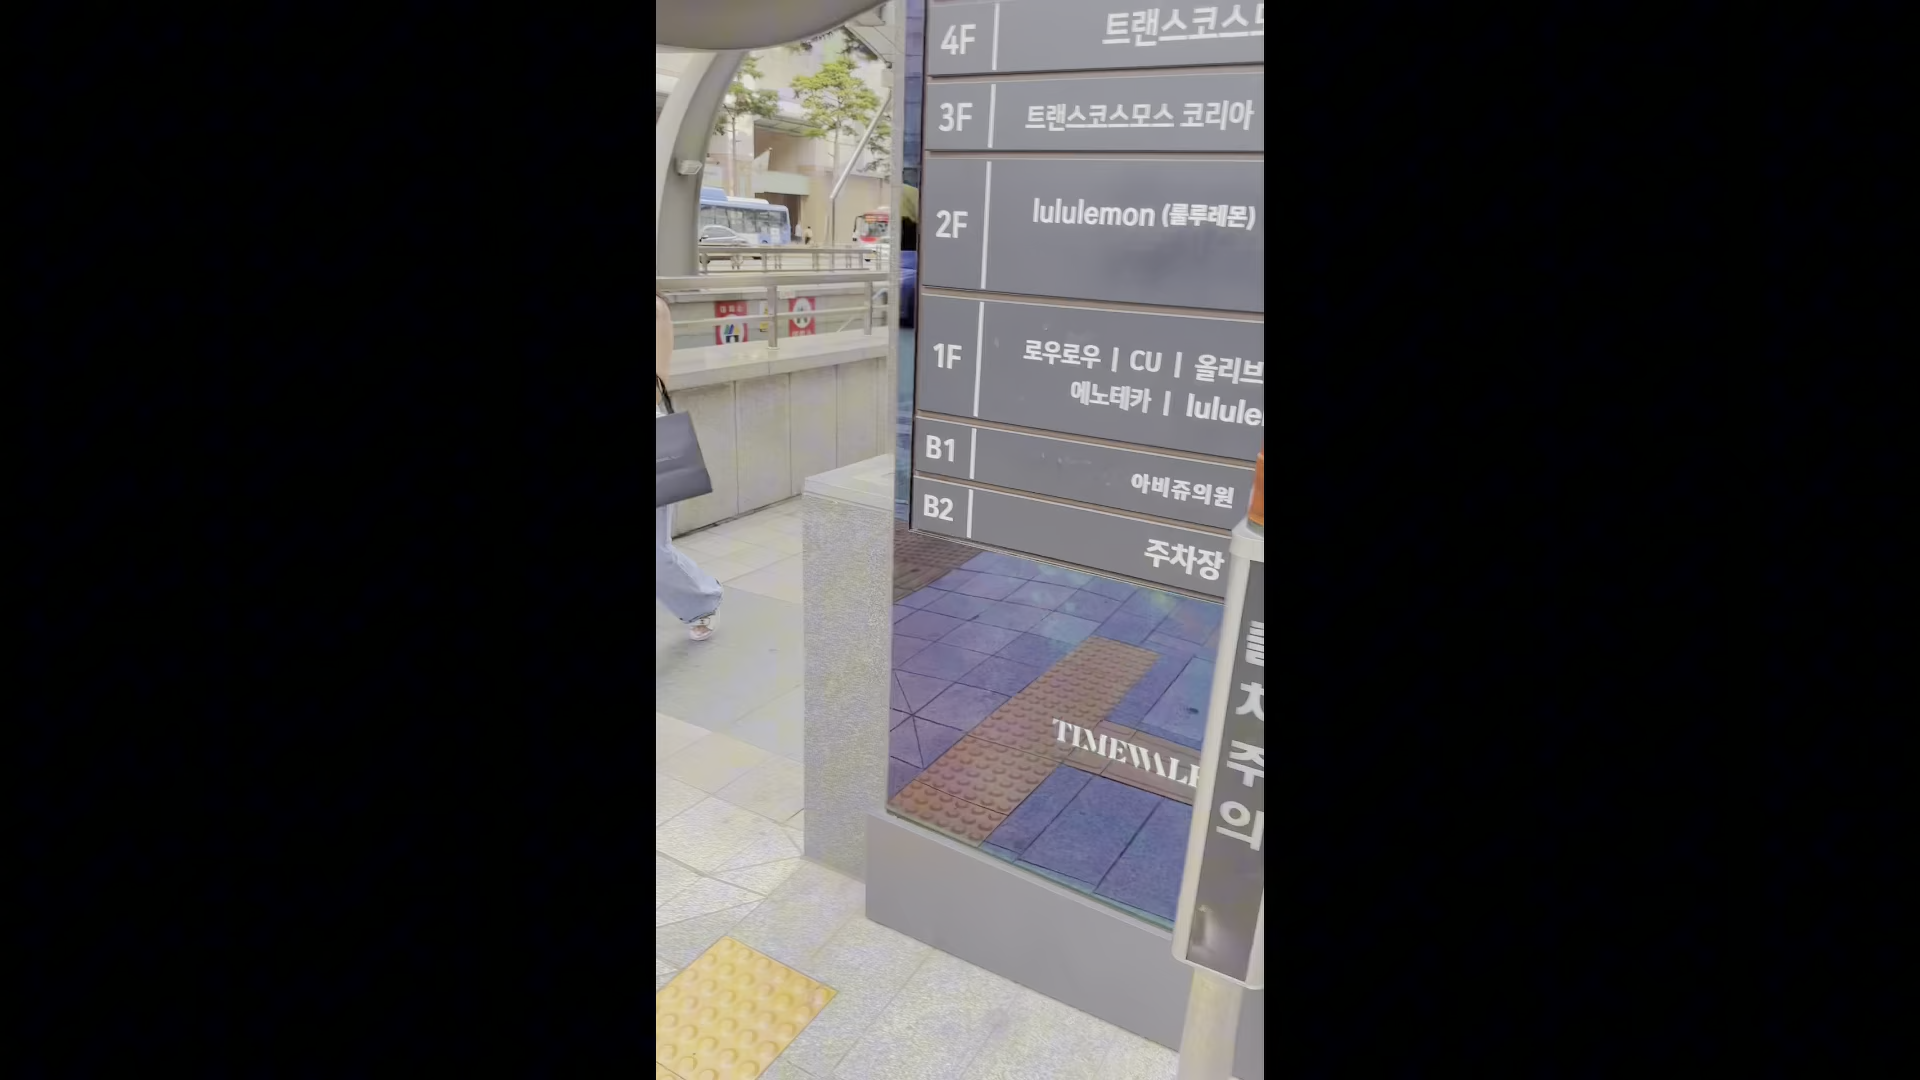 4F 트랜스코스
3F 트랜스코스모스 코리아
2F lululemon (룰루레몬)
1F 로우로우 | CU | 올리브
에노테카 | lulule
B1 아비쥬의원
B2 주차장
TIMEWALK
주
의